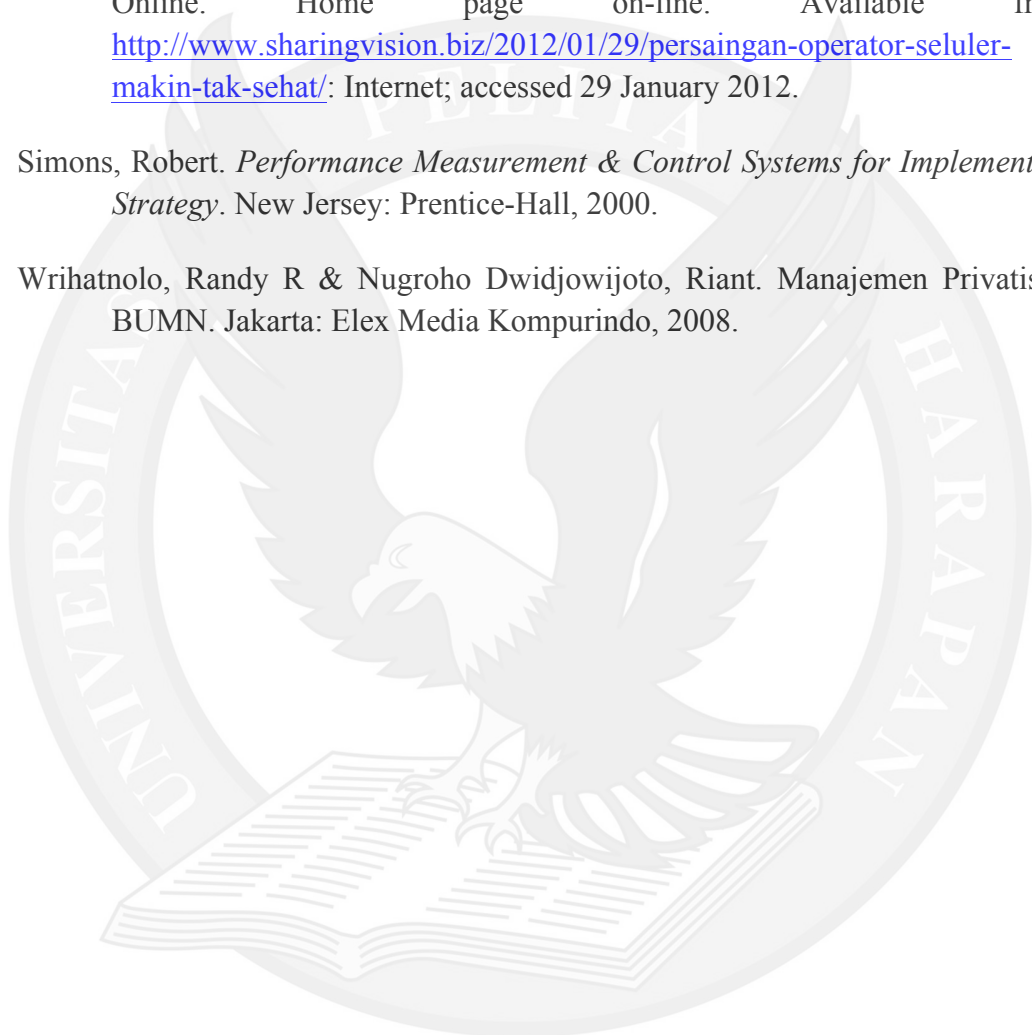 Online. Home page on-line. Available
http://www.sharingvision.biz/2012/01/29/persaingan-operator-seluler-
makin-tak-sehat/: Internet; accessed 29 January 2012.
Simons, Robert. Performance Measurement & Control Systems for Implement
Strategy. New Jersey: Prentice-Hall, 2000.
Wrihatnolo, Randy R & Nugroho Dwidjowijoto, Riant. Manajemen Privatis
BUMN. Jakarta: Elex Media Kompurindo, 2008.
UNIVERSITAS PELITA HARAPAN